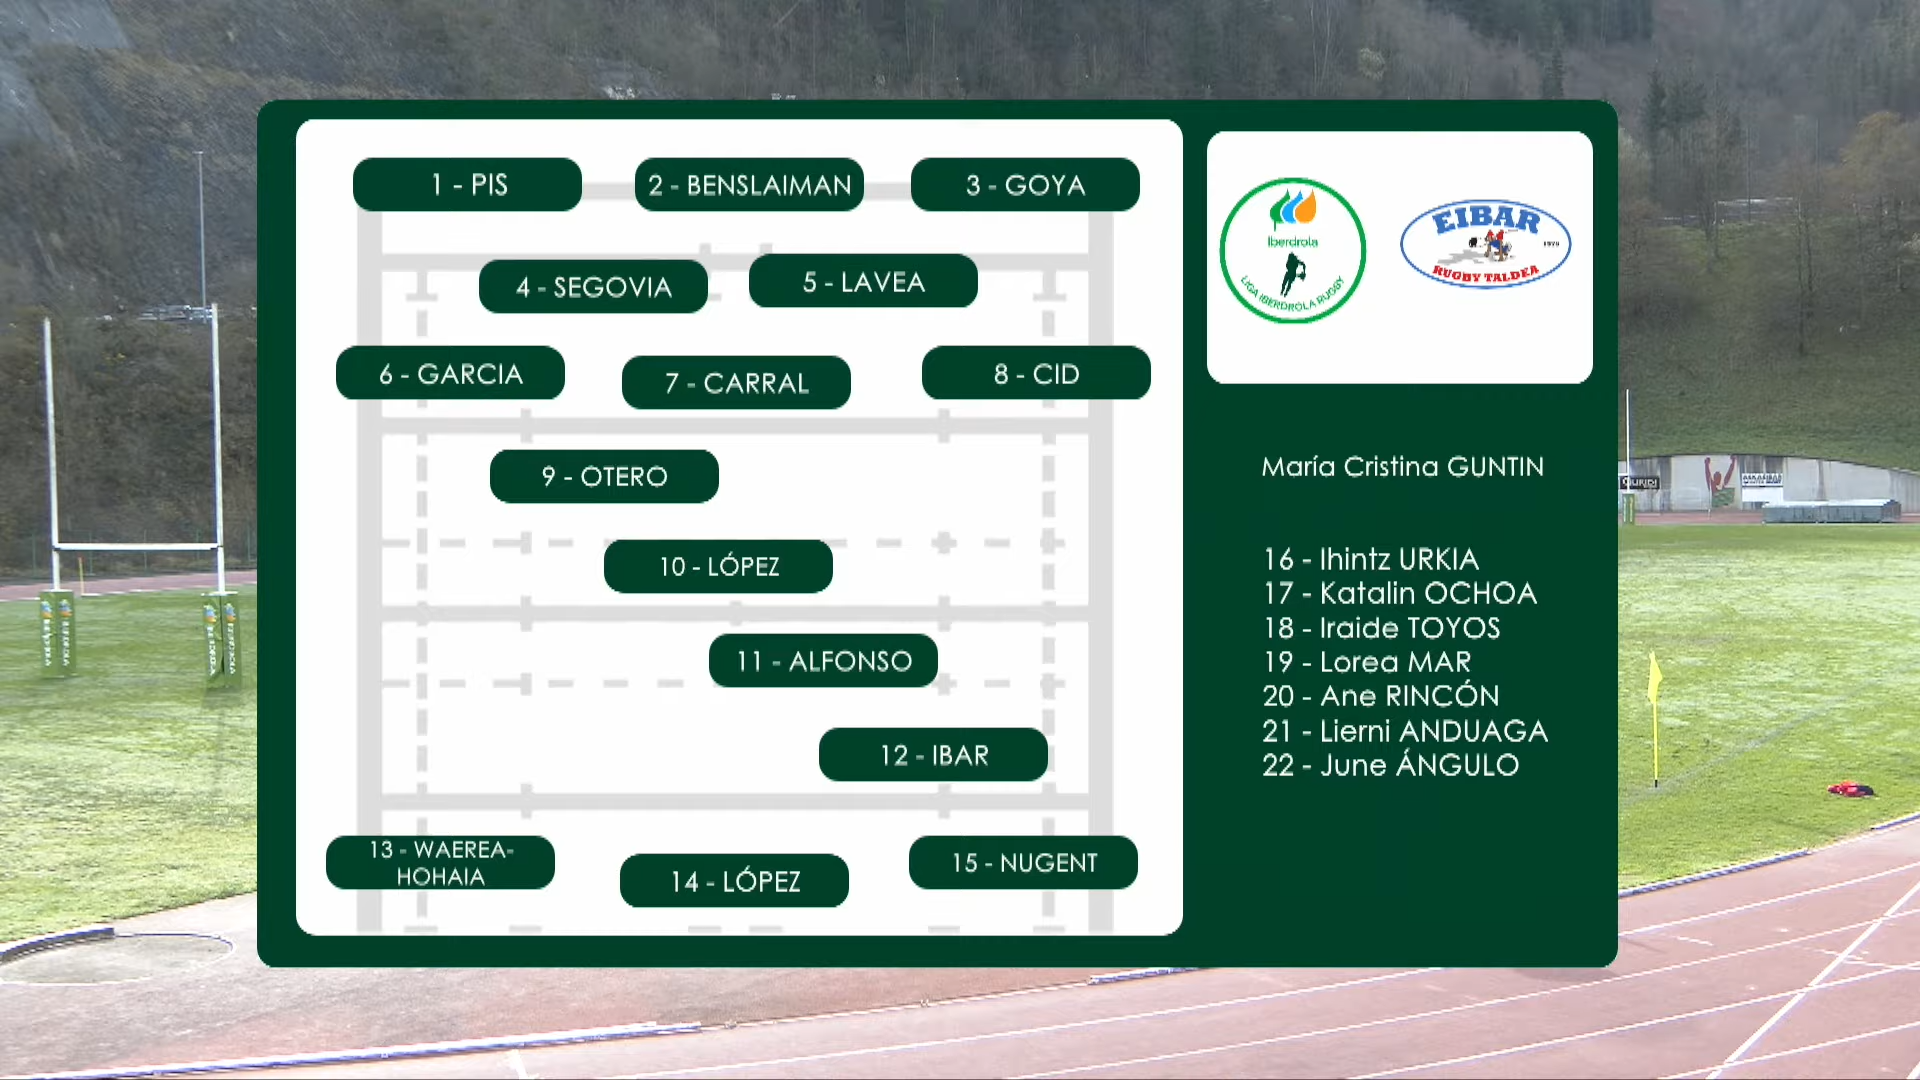 1 - PIS
2 - BENSLAIMAN
3 - GOYA
4 - SEGOVIA
5 - LAVEA
6 - GARCIA
7 - CARRAL
8 - CID
9 - OTERO
10 - LÓPEZ
11 - ALFONSO
12 - IBAR
13 - WAEREA-
HOHAIA
14 - LÓPEZ
15 - NUGENT
Iberdrola
LIGA IBERDROLA RUGBY
EIBAR
1975
RUGBY TALDEA
María Cristina GUNTIN
16 - Ihintz URKIA
17 - Katalin OCHOA
18 - Iraide TOYOS
19 - Lorea MAR
20 - Ane RINCÓN
21 - Lierni ANDUAGA
22 - June ÁNGULO